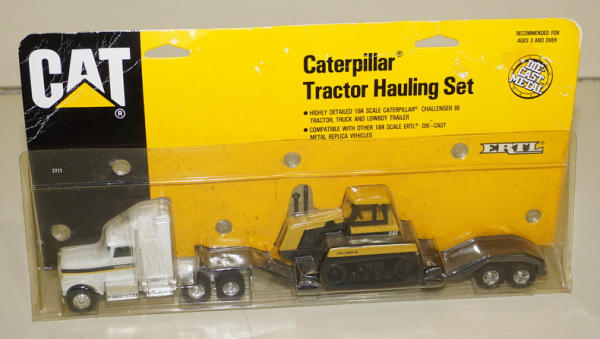 CAT®
Caterpillar®
Tractor Hauling Set
• HIGHLY DETAILED 1/64 SCALE CATERPILLAR® CHALLENGER 65
TRACTOR, TRUCK AND LOWBOY TRAILER
• COMPATIBLE WITH OTHER 1/64 SCALE ERTL® DIE-CAST
METAL REPLICA VEHICLES
RECOMMENDED FOR
AGES 3 AND OVER
DIE
CAST
METAL
ERTL
7711
CAT